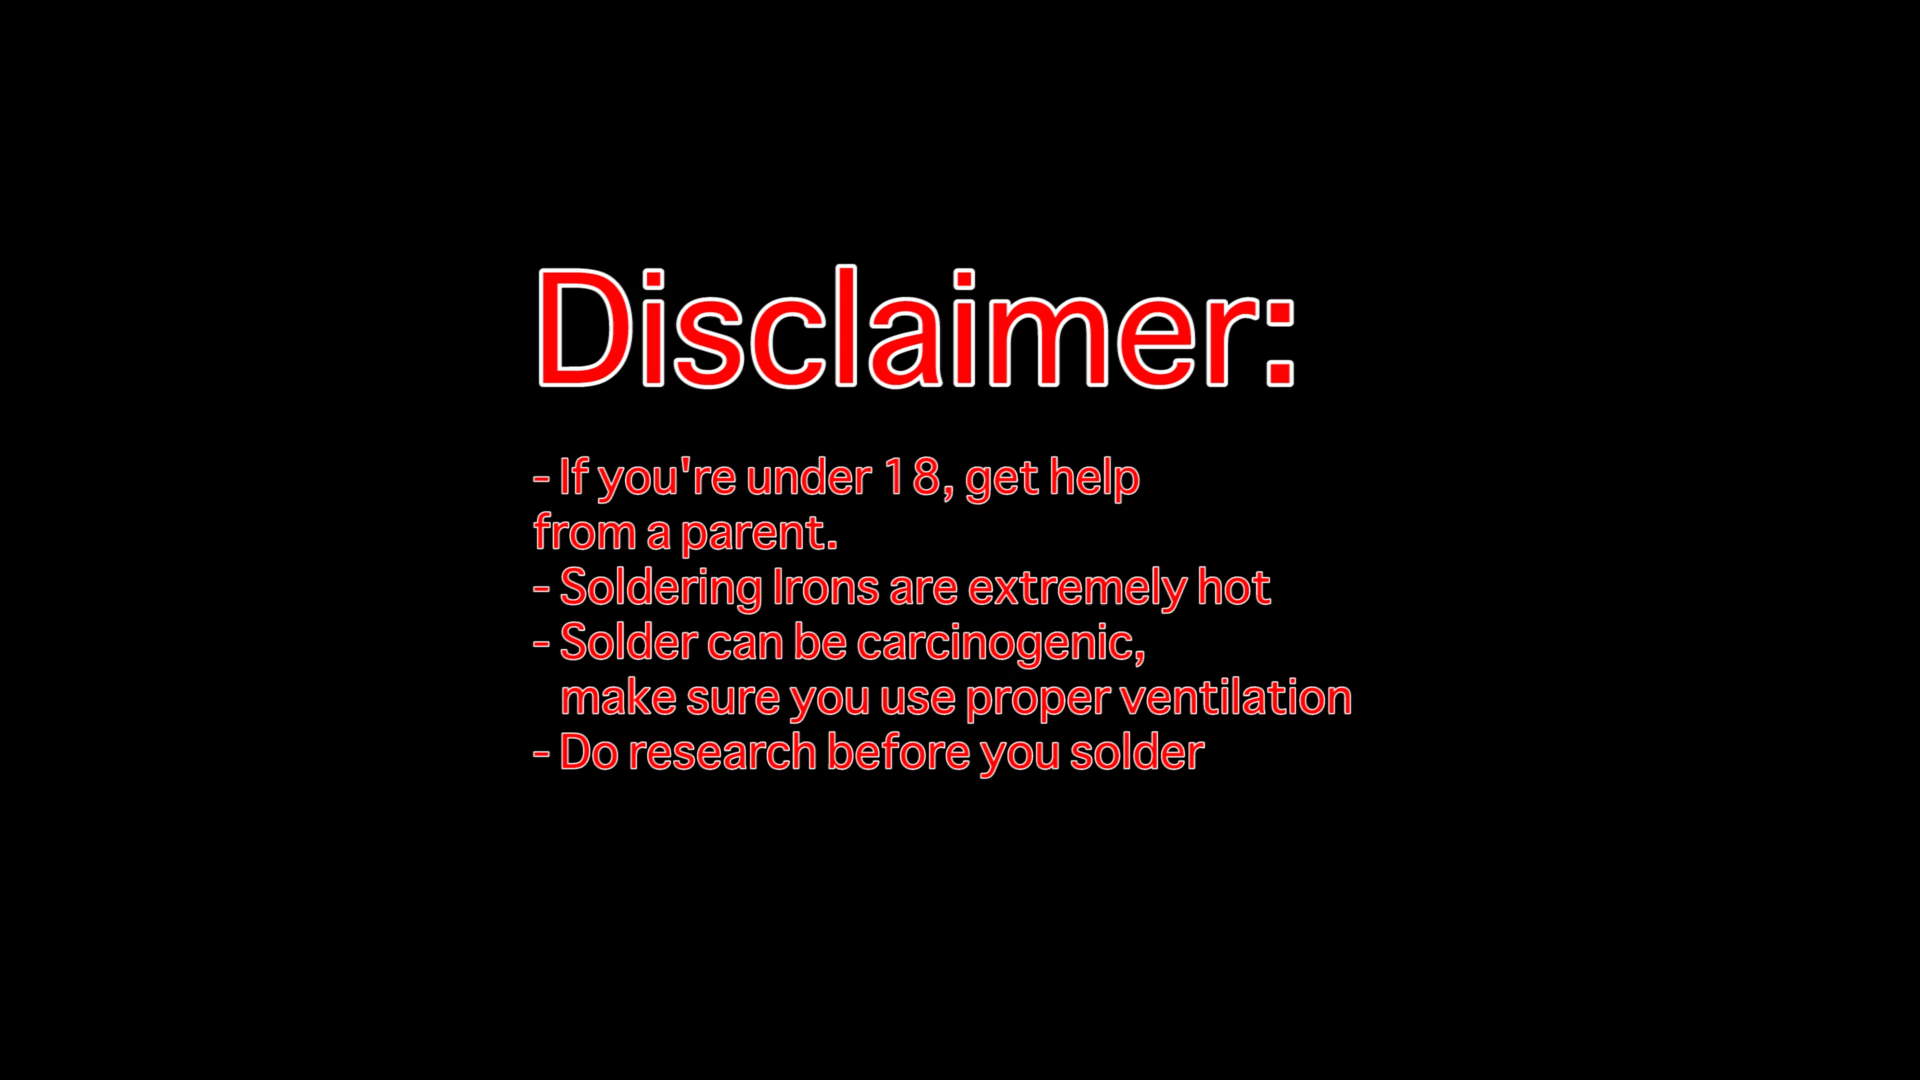 Disclaimer:
- If you're under 18, get help
from a parent.
- Soldering Irons are extremely hot
- Solder can be carcinogenic,
make sure you use proper ventilation
- Do research before you solder